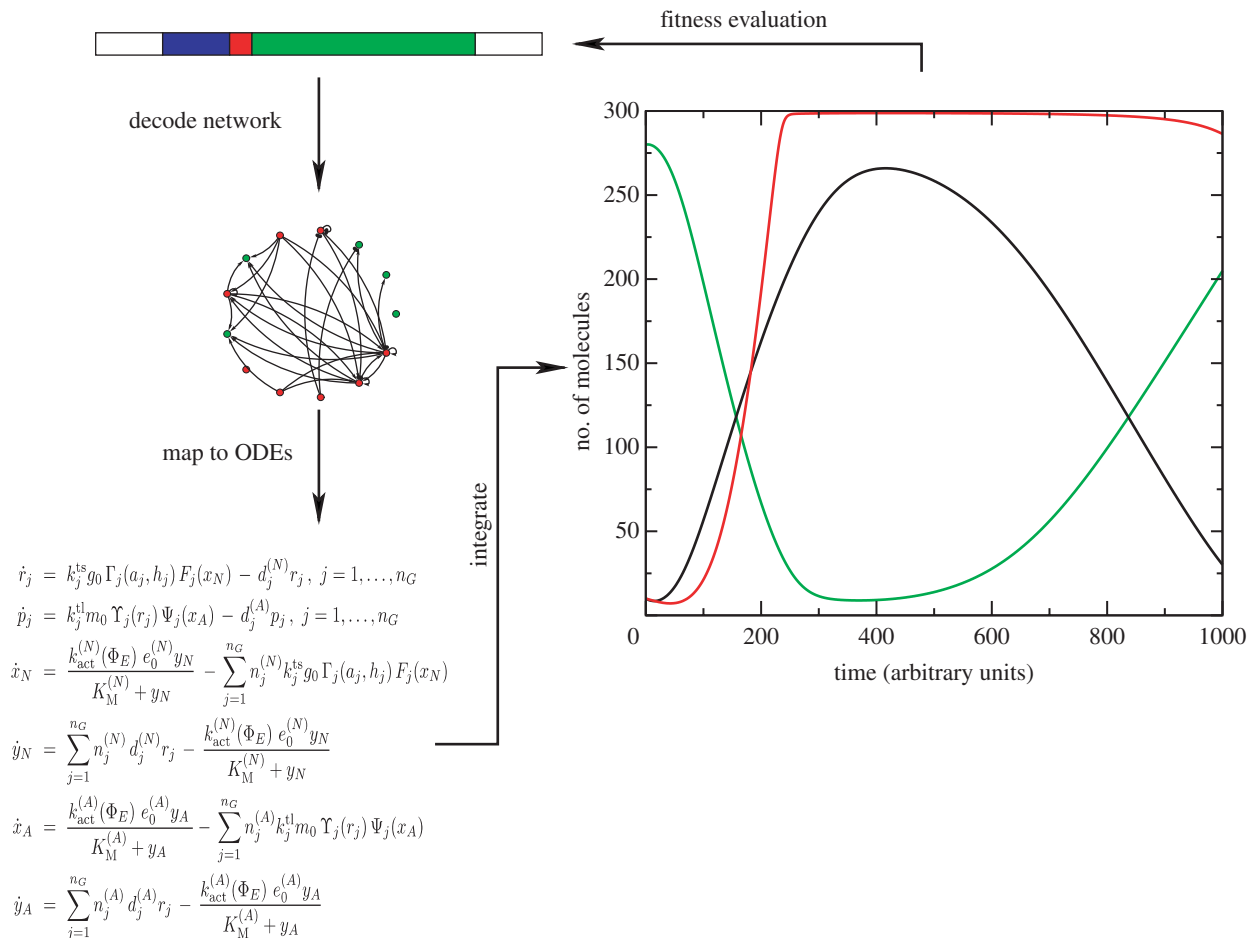 fitness evaluation
decode network
map to ODEs
integrate
ṙ_j = k_j^ts g_0 Γ_j(a_j, h_j) F_j(x_N) − d_j^(N) r_j , j = 1, . . . , n_G
ṗ_j = k_j^tl m_0 ϒ_j(r_j) Ψ_j(x_A) − d_j^(A) p_j , j = 1, . . . , n_G
ẋ_N = k_act^(N)(Φ_E) e_0^(N) y_N / (K_M^(N) + y_N) − ∑_{j=1}^{n_G} n_j^(N) k_j^ts g_0 Γ_j(a_j, h_j) F_j(x_N)
ẏ_N = ∑_{j=1}^{n_G} n_j^(N) d_j^(N) r_j − k_act^(N)(Φ_E) e_0^(N) y_N / (K_M^(N) + y_N)
ẋ_A = k_act^(A)(Φ_E) e_0^(A) y_A / (K_M^(A) + y_A) − ∑_{j=1}^{n_G} n_j^(A) k_j^tl m_0 ϒ_j(r_j) Ψ_j(x_A)
ẏ_A = ∑_{j=1}^{n_G} n_j^(A) d_j^(A) r_j − k_act^(A)(Φ_E) e_0^(A) y_A / (K_M^(A) + y_A)
no. of molecules
300
250
200
150
100
50
0 200 400 600 800 1000
time (arbitrary units)